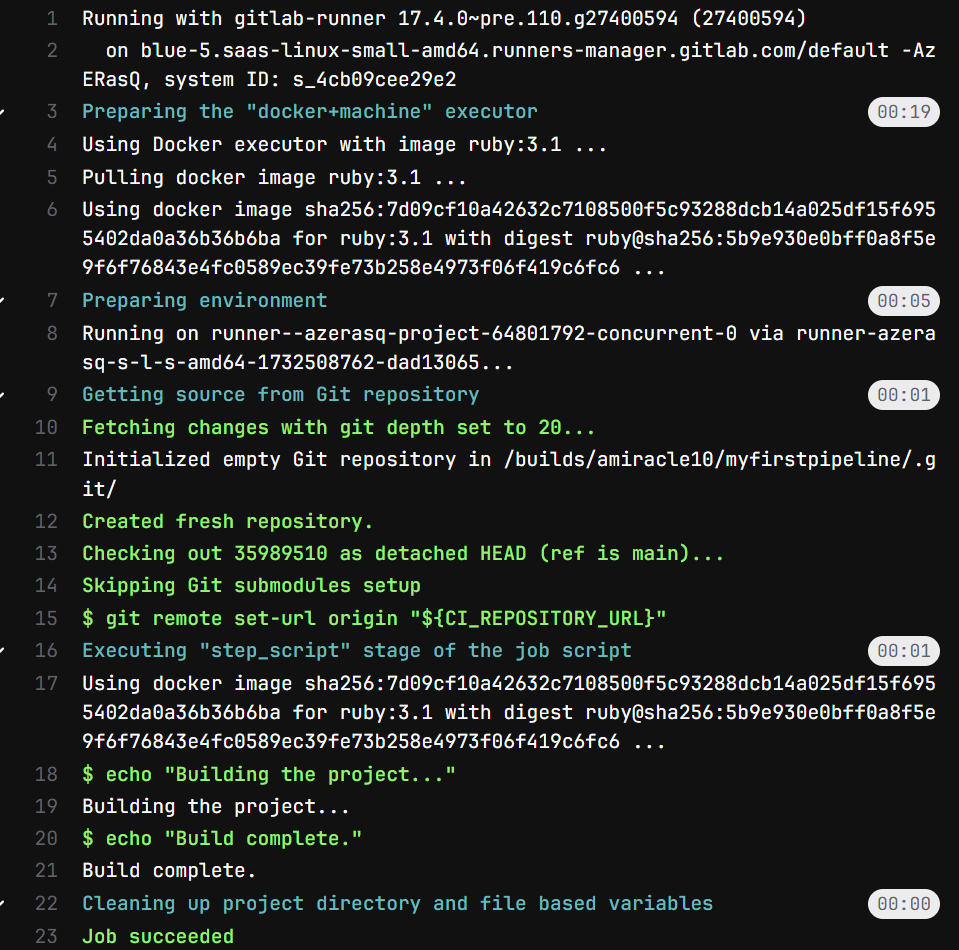 1 Running with gitlab-runner 17.4.0~pre.110.g27400594 (27400594)
2 on blue-5.saas-linux-small-amd64.runners-manager.gitlab.com/default -Az
ERasQ, system ID: s_4cb09cee29e2
3 Preparing the "docker+machine" executor 00:19
4 Using Docker executor with image ruby:3.1 ...
5 Pulling docker image ruby:3.1 ...
6 Using docker image sha256:7d09cf10a42632c7108500f5c93288dcb14a025df15f695
5402da0a36b36b6ba for ruby:3.1 with digest ruby@sha256:5b9e930e0bff0a8f5e
9f6f76843e4fc0589ec39fe73b258e4973f06f419c6fc6 ...
7 Preparing environment 00:05
8 Running on runner--azerasq-project-64801792-concurrent-0 via runner-azera
sq-s-l-s-amd64-1732508762-dad13065...
9 Getting source from Git repository 00:01
10 Fetching changes with git depth set to 20...
11 Initialized empty Git repository in /builds/amiracle10/myfirstpipeline/.g
it/
12 Created fresh repository.
13 Checking out 35989510 as detached HEAD (ref is main)...
14 Skipping Git submodules setup
15 $ git remote set-url origin "${CI_REPOSITORY_URL}"
16 Executing "step_script" stage of the job script 00:01
17 Using docker image sha256:7d09cf10a42632c7108500f5c93288dcb14a025df15f695
5402da0a36b36b6ba for ruby:3.1 with digest ruby@sha256:5b9e930e0bff0a8f5e
9f6f76843e4fc0589ec39fe73b258e4973f06f419c6fc6 ...
18 $ echo "Building the project..."
19 Building the project...
20 $ echo "Build complete."
21 Build complete.
22 Cleaning up project directory and file based variables 00:00
23 Job succeeded